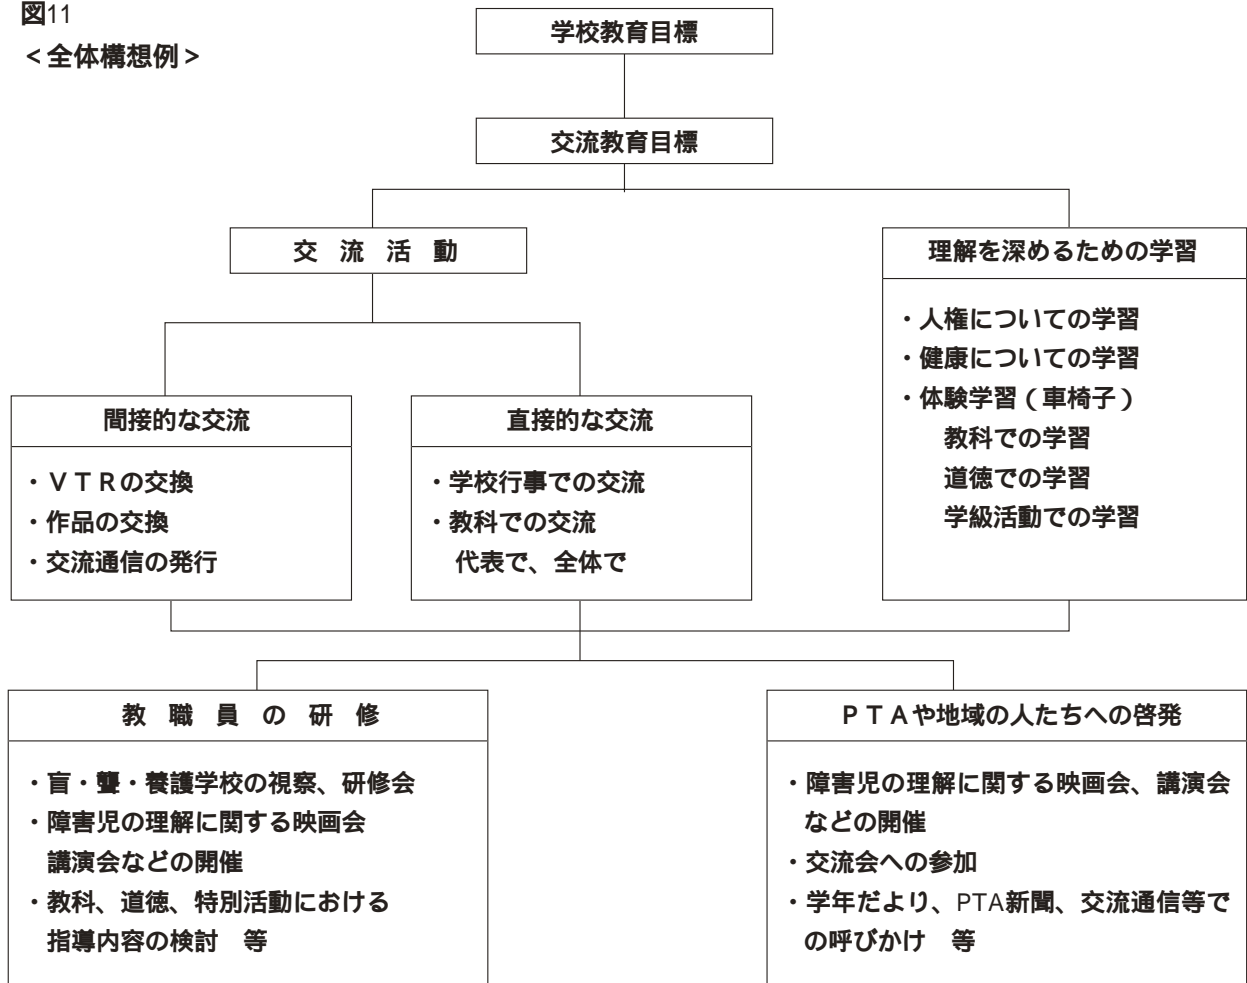 図11
<全体構想例>
学校教育目標
交流教育目標
交 流 活 動
理解を深めるための学習
・人権についての学習
・健康についての学習
・体験学習(車椅子)
教科での学習
道徳での学習
学級活動での学習
間接的な交流
・VTRの交換
・作品の交換
・交流通信の発行
直接的な交流
・学校行事での交流
・教科での交流
代表で、全体で
教 職 員 の 研 修
・盲・聾・養護学校の視察、研修会
・障害児の理解に関する映画会
講演会などの開催
・教科、道徳、特別活動における
指導内容の検討 等
PTAや地域の人たちへの啓発
・障害児の理解に関する映画会、講演会
などの開催
・交流会への参加
・学年だより、PTA新聞、交流通信等で
の呼びかけ 等